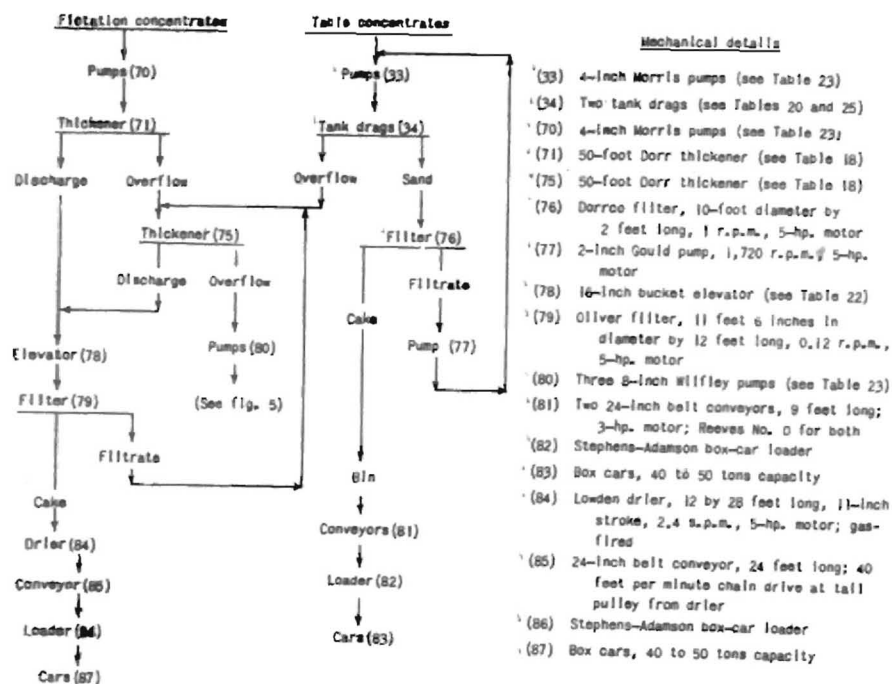 Flotation concentrates
Pumps (70)
Thickener (71)
Discharge Overflow
Thickener (75)
Discharge Overflow
Elevator (78)
Pumps (80)
Filter (79)
(See fig. 5)
Filtrate
Cake
Drier (84)
Conveyor (85)
Loader (86)
Cars (87)
Table concentrates
Pumps (33)
Tank drags (34)
Overflow Sand
Filter (76)
Filtrate
Cake
Pump (77)
Bin
Conveyors (81)
Loader (82)
Cars (83)
Mechanical details
(33) 4-inch Morris pumps (see Table 23)
(34) Two tank drags (see Tables 20 and 25)
(70) 4-inch Morris pumps (see Table 23)
(71) 50-foot Dorr thickener (see Table 18)
(75) 50-foot Dorr thickener (see Table 18)
(76) Dorrco filter, 10-foot diameter by
2 feet long, 1 r.p.m., 5-hp. motor
(77) 2-inch Gould pump, 1,720 r.p.m., 5-hp.
motor
(78) 16-inch bucket elevator (see Table 22)
(79) Oliver filter, 11 feet 6 inches in
diameter by 12 feet long, 0.12 r.p.m.,
5-hp. motor
(80) Three 8-inch Wilfley pumps (see Table 23)
(81) Two 24-inch belt conveyors, 9 feet long;
3-hp. motor; Reeves No. 0 for both
(82) Stephens-Adamson box-car loader
(83) Box cars, 40 to 50 tons capacity
(84) Lowden drier, 12 by 28 feet long, 11-inch
stroke, 2.4 s.p.m., 5-hp. motor; gas-
fired
(85) 24-inch belt conveyor, 24 feet long; 40
feet per minute chain drive at tail
pulley from drier
(86) Stephens-Adamson box-car loader
(87) Box cars, 40 to 50 tons capacity